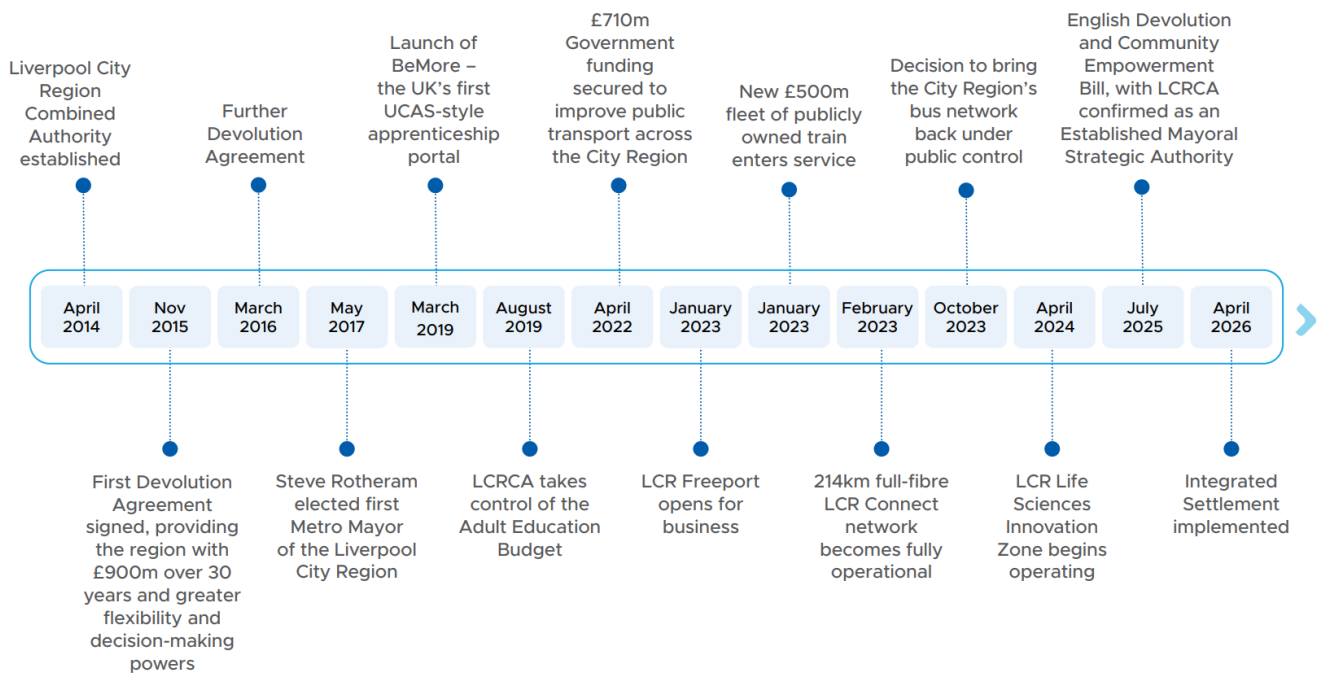 Liverpool City
Region
Combined
Authority
established
Further
Devolution
Agreement
Launch of
BeMore –
the UK's first
UCAS-style
apprenticeship
portal
£710m
Government
funding
secured to
improve public
transport across
the City Region
New £500m
fleet of publicly
owned train
enters service
Decision to bring
the City Region's
bus network
back under
public control
English Devolution
and Community
Empowerment
Bill, with LCRCA
confirmed as an
Established Mayoral
Strategic Authority
April
2014
Nov
2015
March
2016
May
2017
March
2019
August
2019
April
2022
January
2023
January
2023
February
2023
October
2023
April
2024
July
2025
April
2026
First Devolution
Agreement
signed, providing
the region with
£900m over 30
years and greater
flexibility and
decision-making
powers
Steve Rotheram
elected first
Metro Mayor
of the Liverpool
City Region
LCRCA takes
control of the
Adult Education
Budget
LCR Freeport
opens for
business
214km full-fibre
LCR Connect
network
becomes fully
operational
LCR Life
Sciences
Innovation
Zone begins
operating
Integrated
Settlement
implemented